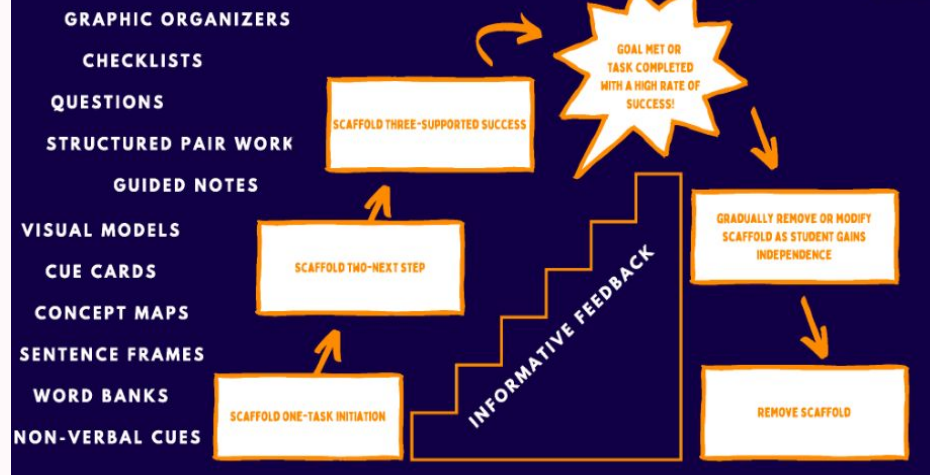 GRAPHIC ORGANIZERS
CHECKLISTS
QUESTIONS
STRUCTURED PAIR WORK
GUIDED NOTES
VISUAL MODELS
CUE CARDS
CONCEPT MAPS
SENTENCE FRAMES
WORD BANKS
NON-VERBAL CUES
SCAFFOLD ONE-TASK INITIATION
SCAFFOLD TWO-NEXT STEP
SCAFFOLD THREE-SUPPORTED SUCCESS
GOAL MET OR
TASK COMPLETED
WITH A HIGH RATE OF
SUCCESS!
INFORMATIVE FEEDBACK
GRADUALLY REMOVE OR MODIFY
SCAFFOLD AS STUDENT GAINS
INDEPENDENCE
REMOVE SCAFFOLD